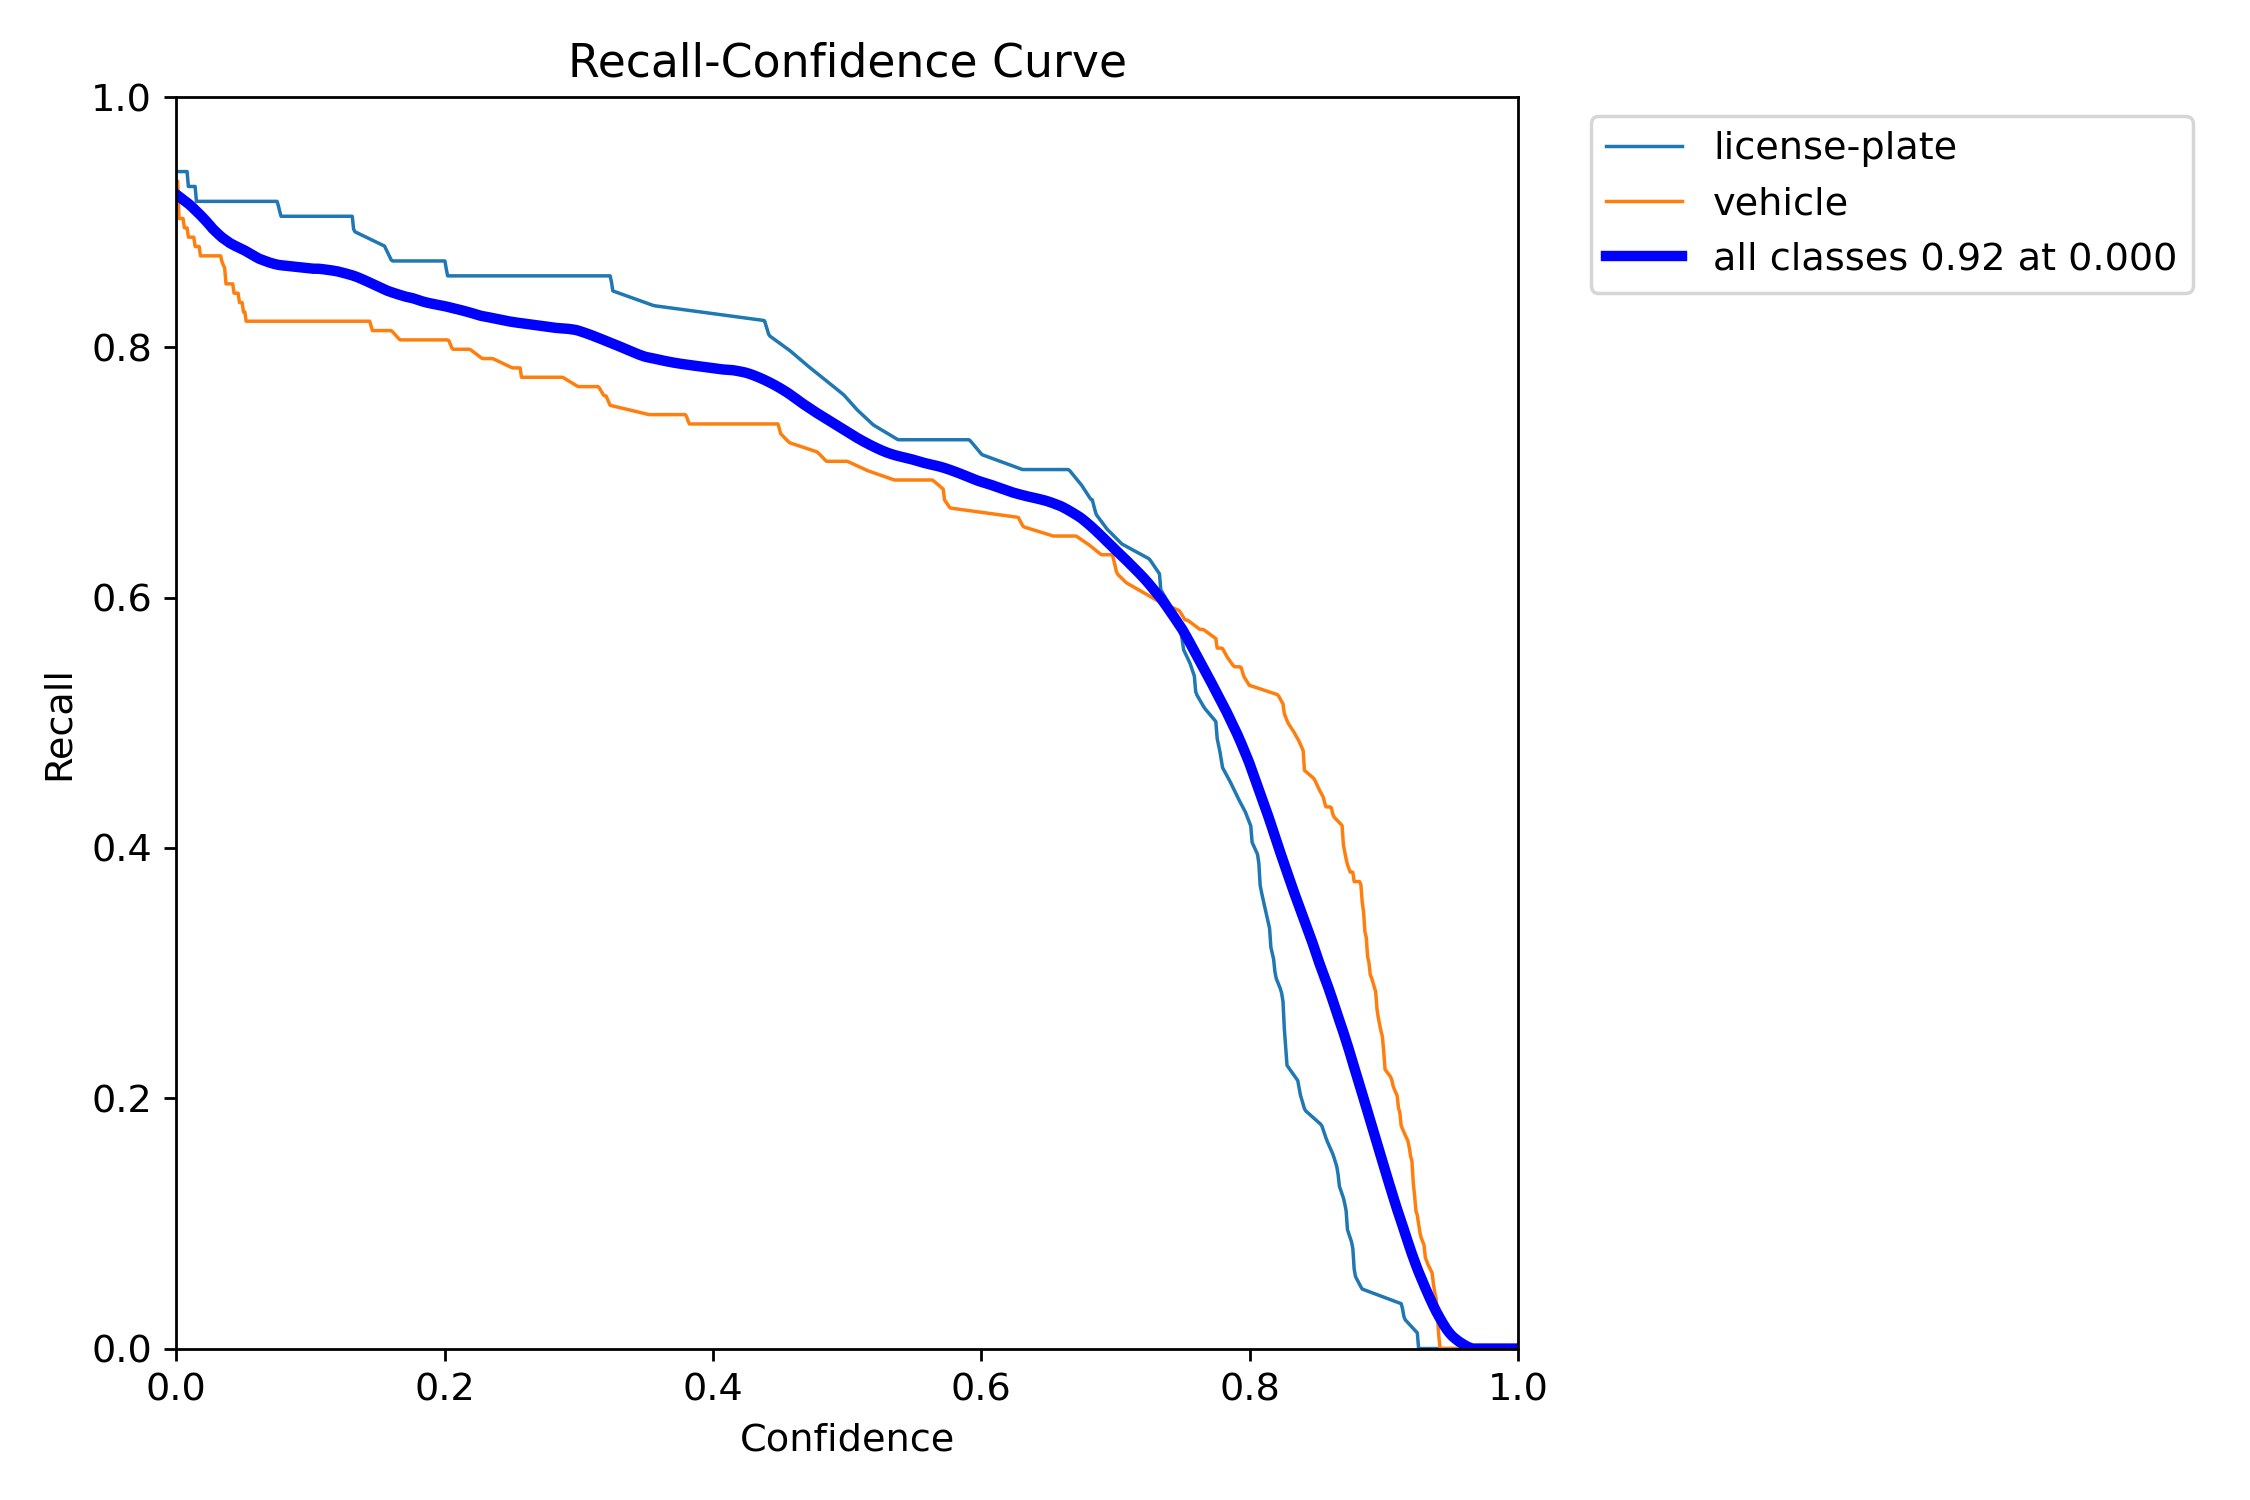 Recall-Confidence Curve
1.0
0.8
0.6
0.4
0.2
0.0
Recall
0.0 0.2 0.4 0.6 0.8 1.0
Confidence
license-plate
vehicle
all classes 0.92 at 0.000